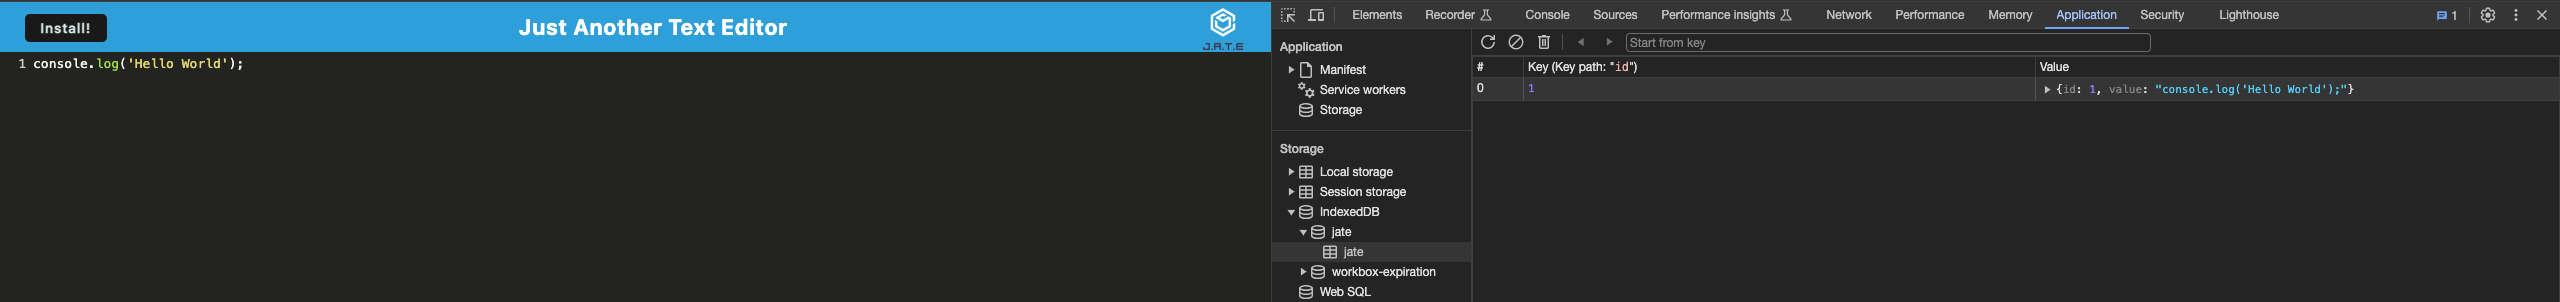 Install!
Just Another Text Editor
J.A.T.E
1 console.log('Hello World');
Elements Recorder Console Sources Performance insights Network Performance Memory Application Security Lighthouse 1
Application
Manifest
Service workers
Storage
Storage
Local storage
Session storage
IndexedDB
jate
jate
workbox-expiration
Web SQL
Start from key
# Key (Key path: "id") Value
0 1 {id: 1, value: "console.log('Hello World');"}